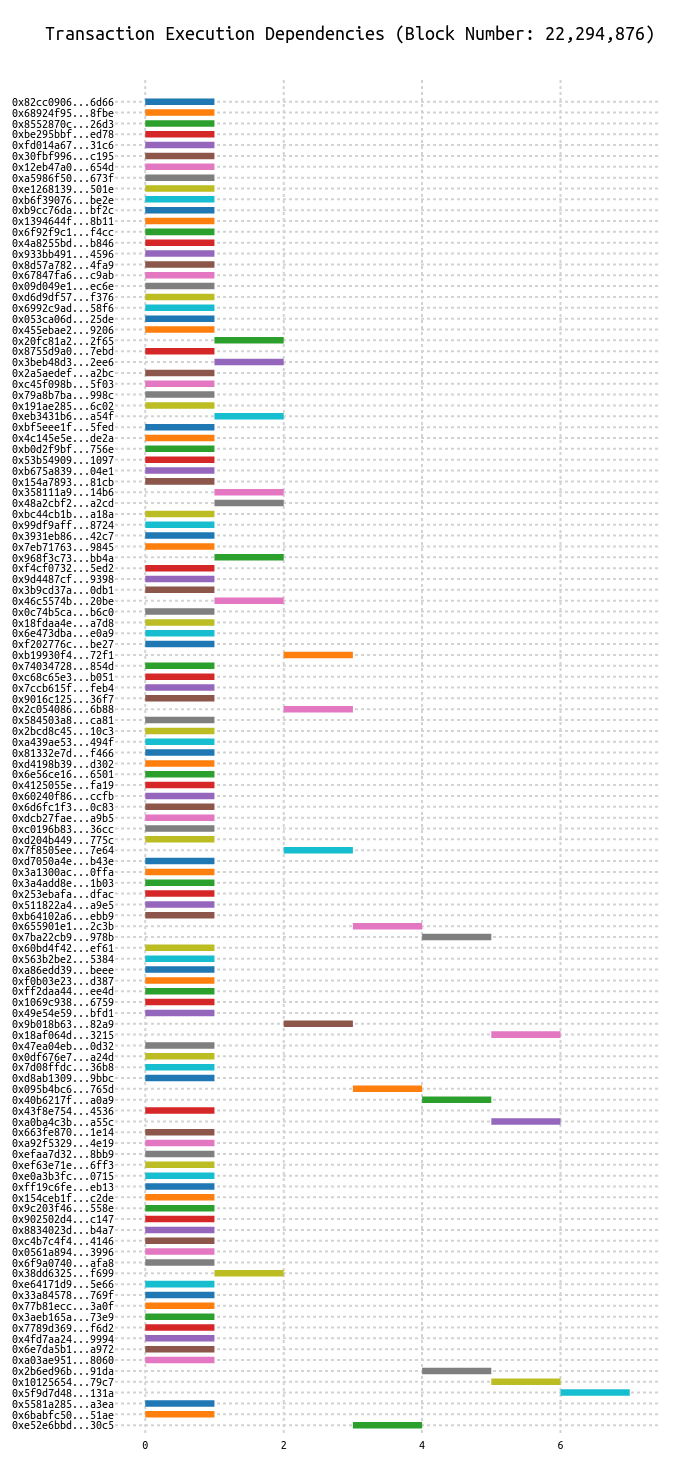 Transaction Execution Dependencies (Block Number: 22,294,876)
0x82cc0906...6d66
0x68924f95...8fbe
0x8552870c...26d3
0xbe295bbf...ed78
0xfd014a67...31c6
0x30fbf996...c195
0x12eb47a0...654d
0xa5986f50...673f
0xe1268139...501e
0xb6f39076...be2e
0xb9cc76da...bf2c
0x1394644f...8b11
0x6f92f9c1...f4cc
0x4a8255bd...b846
0x933bb491...4596
0x8d57a782...4fa9
0x67847fa6...c9ab
0x09d049e1...ec6e
0xd6d9df57...f376
0x6992c9ad...58f6
0x053ca06d...25de
0x455ebae2...9206
0x20fc81a2...2f65
0x8755d9a0...7ebd
0x3beb48d3...2ee6
0x2a5aedef...a2bc
0xc45f098b...5f03
0x79a8b7ba...998c
0x191ae285...6c02
0xeb3431b6...a54f
0xbf5eee1f...5fed
0x4c145e5e...de2a
0xb0d2f9bf...756e
0x53b54909...1097
0xb675a839...04e1
0x154a7893...81cb
0x358111a9...14b6
0x48a2cbf2...a2cd
0xbc44cb1b...a18a
0x99df9aff...8724
0x3931eb86...42c7
0x7eb71763...9845
0x968f3c73...bb4a
0xf4cf0732...5ed2
0x9d4487cf...9398
0x3b9cd37a...0db1
0x46c5574b...20be
0x0c74b5ca...b6c0
0x18fdaa4e...a7d8
0x6e473dba...e0a9
0xf202776c...be27
0xb19930f4...72f1
0x74034728...854d
0xc68c65e3...b051
0x7ccb615f...feb4
0x9016c125...36f7
0x2c054086...6b88
0x584503a8...ca81
0x2bcd8c45...10c3
0xa439ae53...494f
0x81332e7d...f466
0xd4198b39...d302
0x6e56ce16...6501
0x4125055e...fa19
0x60240f86...ccfb
0x6d6fc1f3...0c83
0xdcb27fae...a9b5
0xc0196b83...36cc
0xd204b449...775c
0x7f8505ee...7e64
0xd7050a4e...b43e
0x3a1300ac...0ffa
0x3a4add8e...1b03
0x253ebafa...dfac
0x511822a4...a9e5
0xb64102a6...ebb9
0x655901e1...2c3b
0x7ba22cb9...978b
0x60bd4f42...ef61
0x563b2be2...5384
0xa86edd39...beee
0xf0b03e23...d387
0xff2daa44...ee4d
0x1069c938...6759
0x49e54e59...bfd1
0x9b018b63...82a9
0x18af064d...3215
0x47ea04eb...0d32
0x0df676e7...a24d
0x7d08ffdc...36b8
0xd8ab1309...9bbc
0x095b4bc6...765d
0x40b6217f...a0a9
0x43f8e754...4536
0xa0ba4c3b...a55c
0x663fe870...1e14
0xa92f5329...4e19
0xefaa7d32...8bb9
0xef63e71e...6ff3
0xe0a3b3fc...0715
0xff19c6fe...eb13
0x154ceb1f...c2de
0x9c203f46...558e
0x902502d4...c147
0x8834023d...b4a7
0xc4b7c4f4...4146
0x0561a894...3996
0x6f9a0740...afa8
0x38dd6325...f699
0xe64171d9...5e66
0x33a84578...769f
0x77b81ecc...3a0f
0x3aeb165a...73e9
0x7789d369...f6d2
0x4fd7aa24...9994
0x6e7da5b1...a972
0xa03ae951...8060
0x2b6ed96b...91da
0x10125654...79c7
0x5f9d7d48...131a
0x5581a285...a3ea
0x6babfc50...51ae
0xe52e6bbd...30c5
0 2 4 6